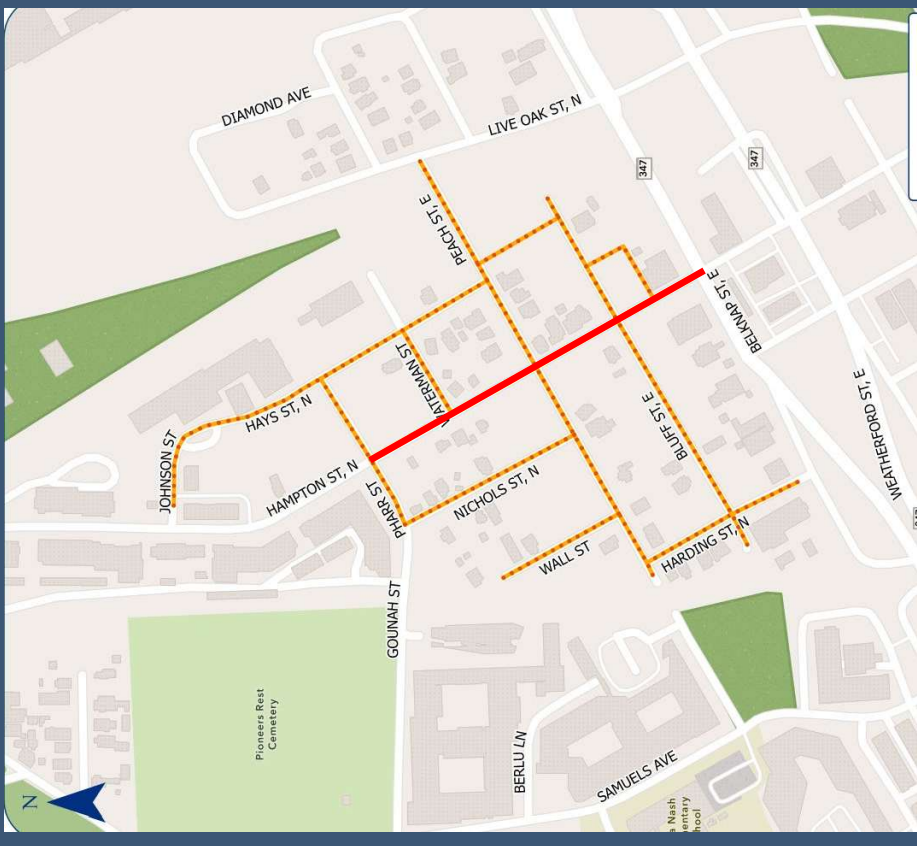 DIAMOND AVE
LIVE OAK ST, N
347
347
PEACH ST, E
BELKNAP ST, E
HAYS ST, N
JOHNSON ST
HAMPTON ST, N
PHARR ST
NICHOLS ST, N
BLUFF ST, E
WEATHERFORD ST, E
WALL ST
HARDING ST, N
GOUNAH ST
Pioneers Rest
Cemetery
BERLU LN
SAMUELS AVE
Nash
N